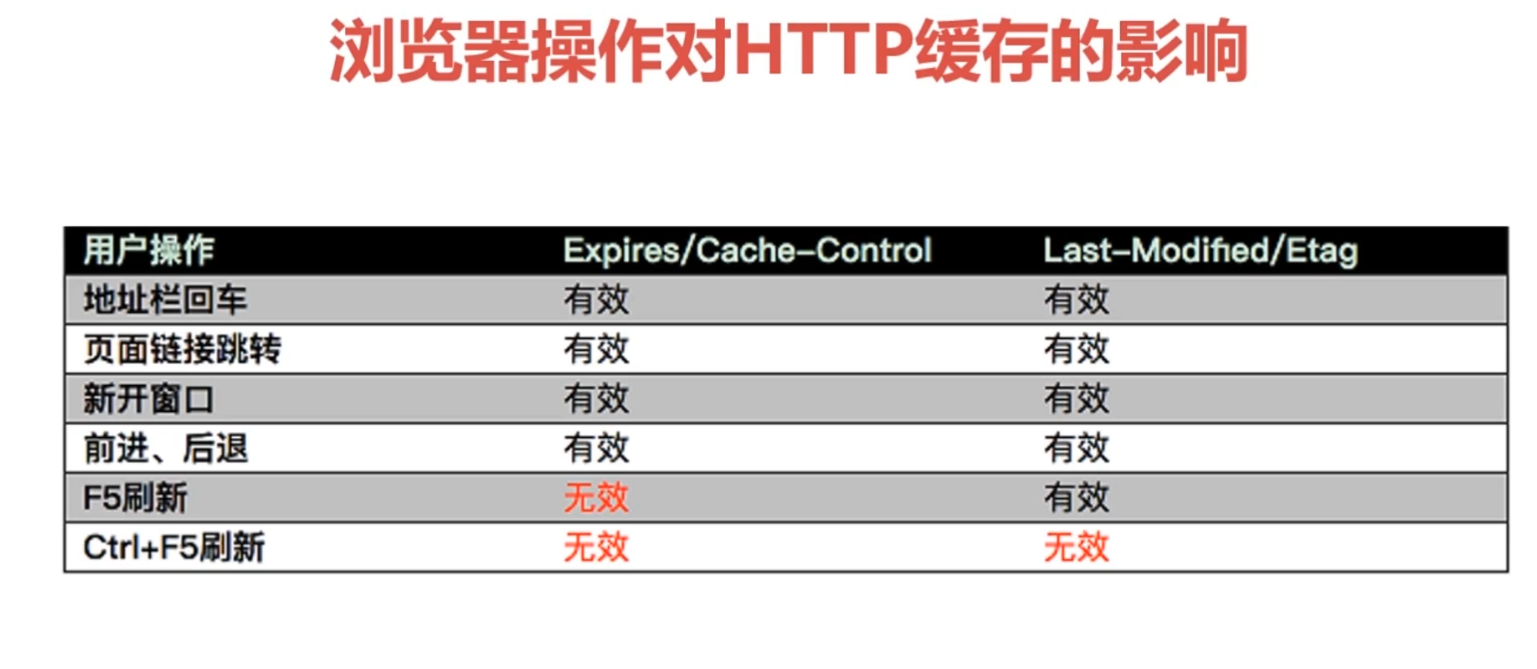 浏览器操作对HTTP缓存的影响
用户操作 Expires/Cache-Control Last-Modified/Etag
地址栏回车 有效 有效
页面链接跳转 有效 有效
新开窗口 有效 有效
前进、后退 有效 有效
F5刷新 无效 有效
Ctrl+F5刷新 无效 无效